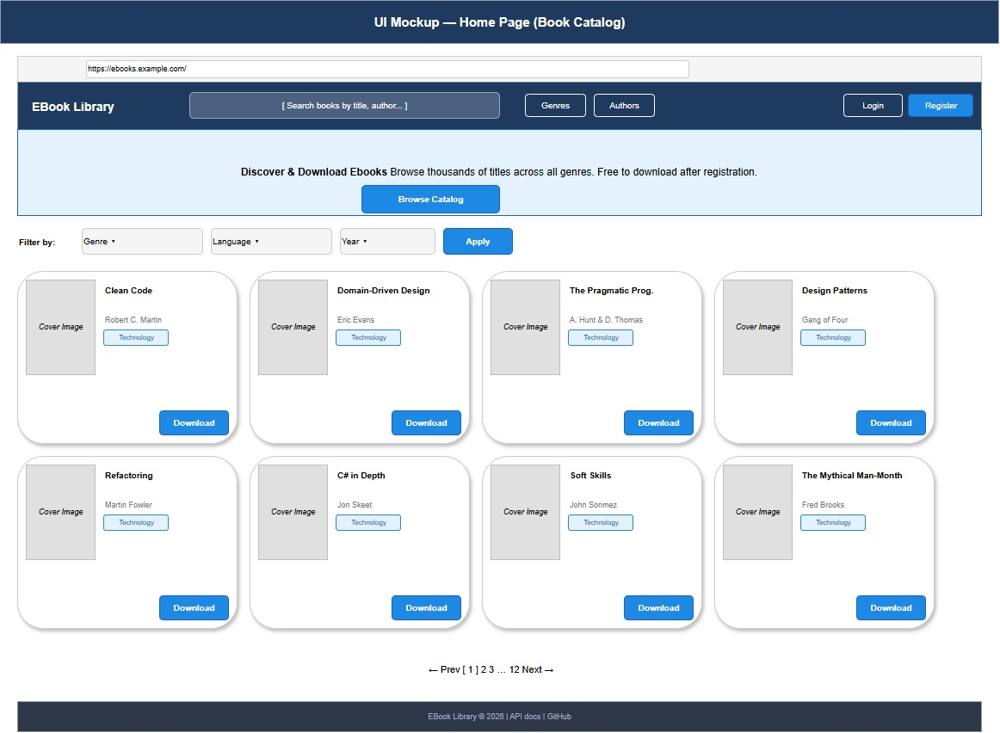 UI Mockup — Home Page (Book Catalog)
https://ebooks.example.com/
EBook Library
[ Search books by title, author... ]
Genres
Authors
Login
Register
Discover & Download Ebooks Browse thousands of titles across all genres. Free to download after registration.
Browse Catalog
Filter by:
Genre ▾
Language ▾
Year ▾
Apply
Cover Image
Clean Code
Robert C. Martin
Technology
Download
Cover Image
Domain-Driven Design
Eric Evans
Technology
Download
Cover Image
The Pragmatic Prog.
A. Hunt & D. Thomas
Technology
Download
Cover Image
Design Patterns
Gang of Four
Technology
Download
Cover Image
Refactoring
Martin Fowler
Technology
Download
Cover Image
C# in Depth
Jon Skeet
Technology
Download
Cover Image
Soft Skills
John Sonmez
Technology
Download
Cover Image
The Mythical Man-Month
Fred Brooks
Technology
Download
← Prev [ 1 ] 2 3 … 12 Next →
EBook Library © 2026 | API docs | GitHub